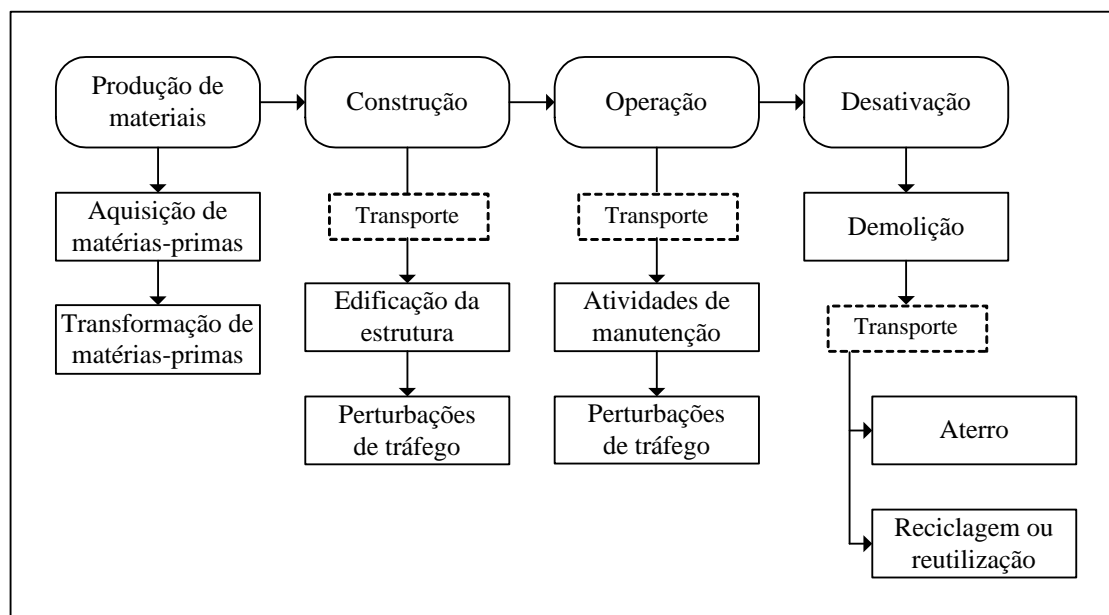 Produção de
materiais
Construção
Operação
Desativação
Aquisição de
matérias-primas
Transformação de
matérias-primas
Transporte
Edificação da
estrutura
Perturbações
de tráfego
Transporte
Atividades de
manutenção
Perturbações
de tráfego
Demolição
Transporte
Aterro
Reciclagem ou
reutilização